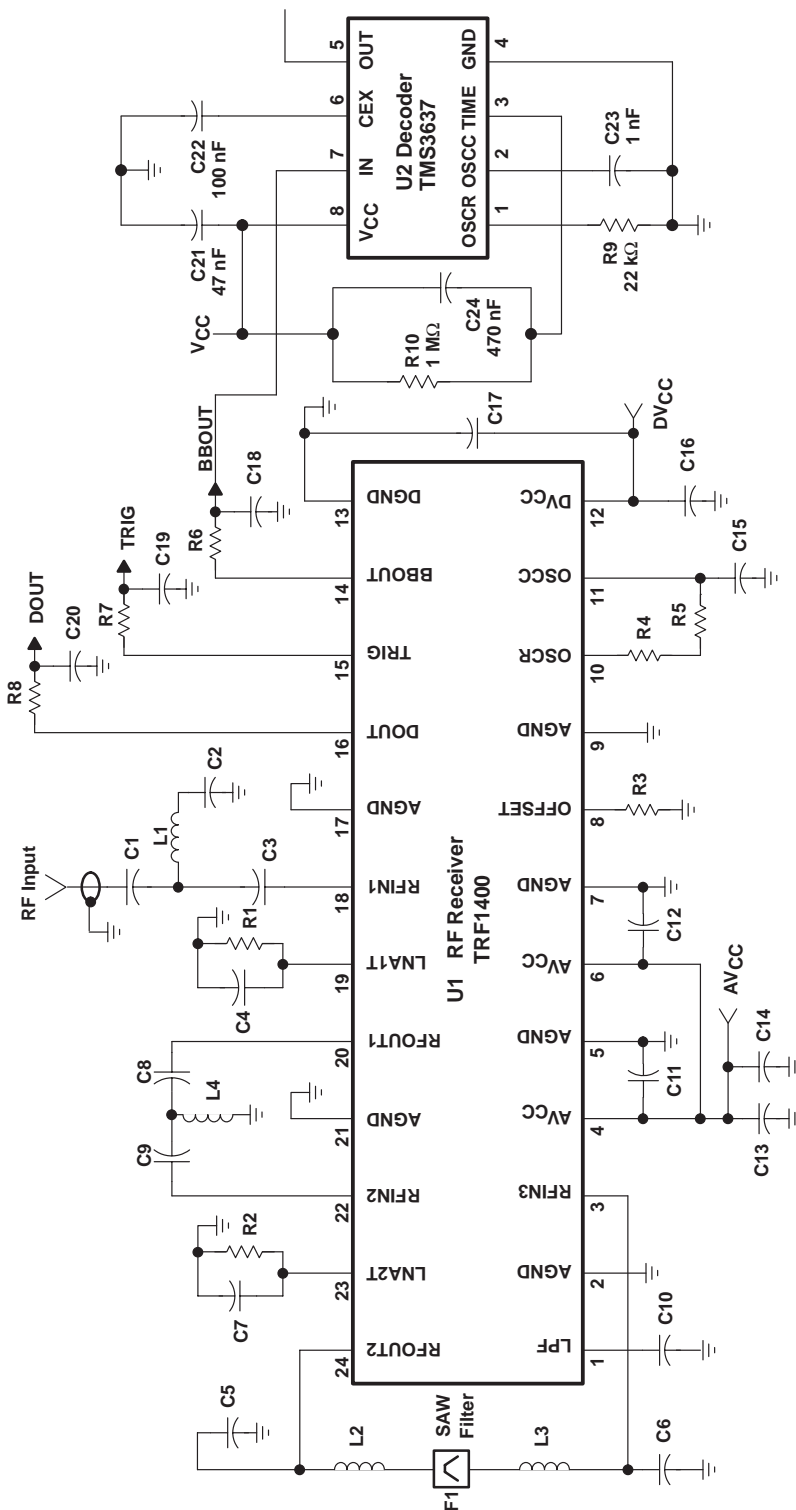 OUT
5
CEX
6
IN
7
VCC
8
U2 Decoder
TMS3637
GND
4
TIME
3
OSCC
2
OSCR
1
C22
100 nF
C21
47 nF
C23
1 nF
R9
22 kΩ
VCC
R10
1 MΩ
C24
470 nF
BBOUT
TRIG
DOUT
R6
C18
R7
C19
R8
C20
C17
DVCC
C16
C15
R5
R4
R3
RF Input
C1
L1
C2
C3
R1
C4
C8
L4
C9
R2
C7
C5
U1 RF Receiver
TRF1400
24
RFOUT2
23
LNA2T
22
RFIN2
21
AGND
20
RFOUT1
19
LNA1T
18
RFIN1
17
AGND
16
DOUT
15
TRIG
14
BBOUT
13
DGND
1
LPF
2
AGND
3
RFIN3
4
AVCC
5
AGND
6
AVCC
7
AGND
8
OFFSET
9
AGND
10
OSCR
11
OSCC
12
DVCC
L2
F1
SAW
Filter
L3
C6
C10
C11
C12
AVCC
C13
C14